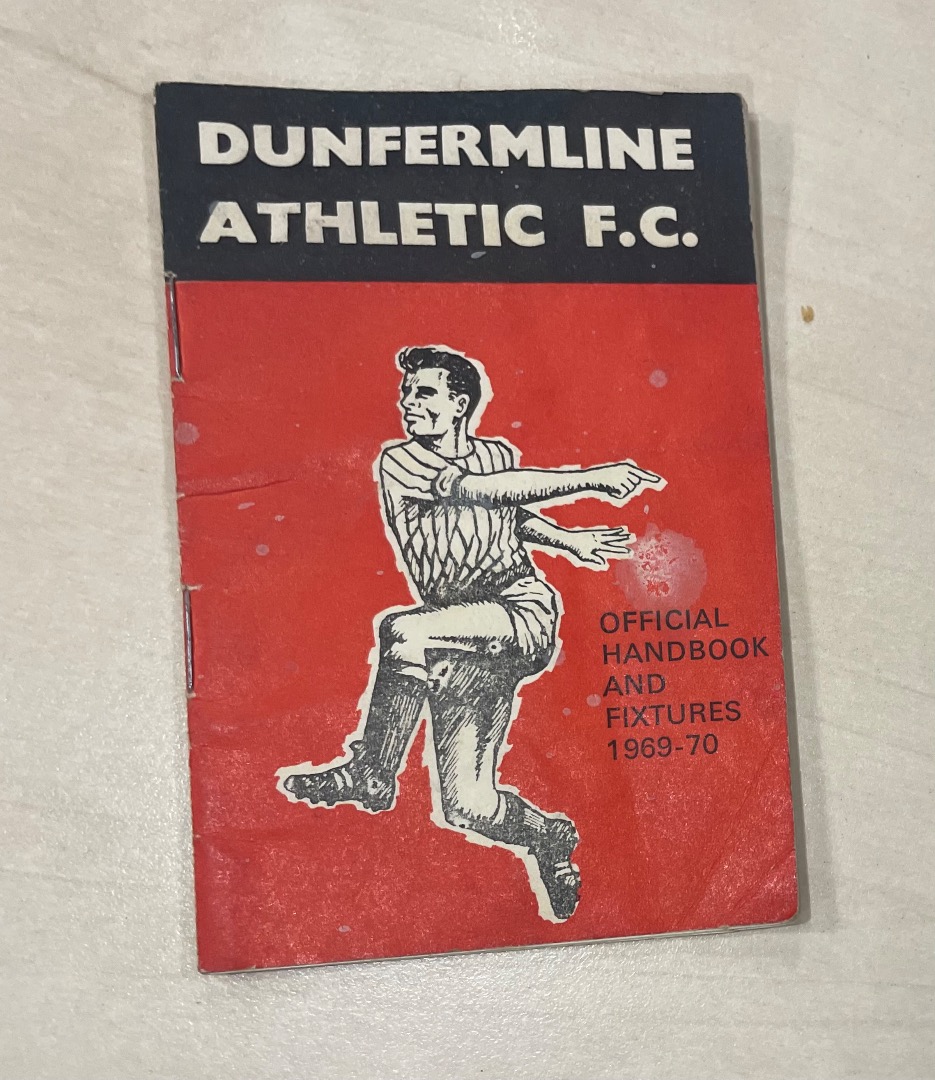 DUNFERMLINE
ATHLETIC F.C.
OFFICIAL
HANDBOOK
AND
FIXTURES
1969-70